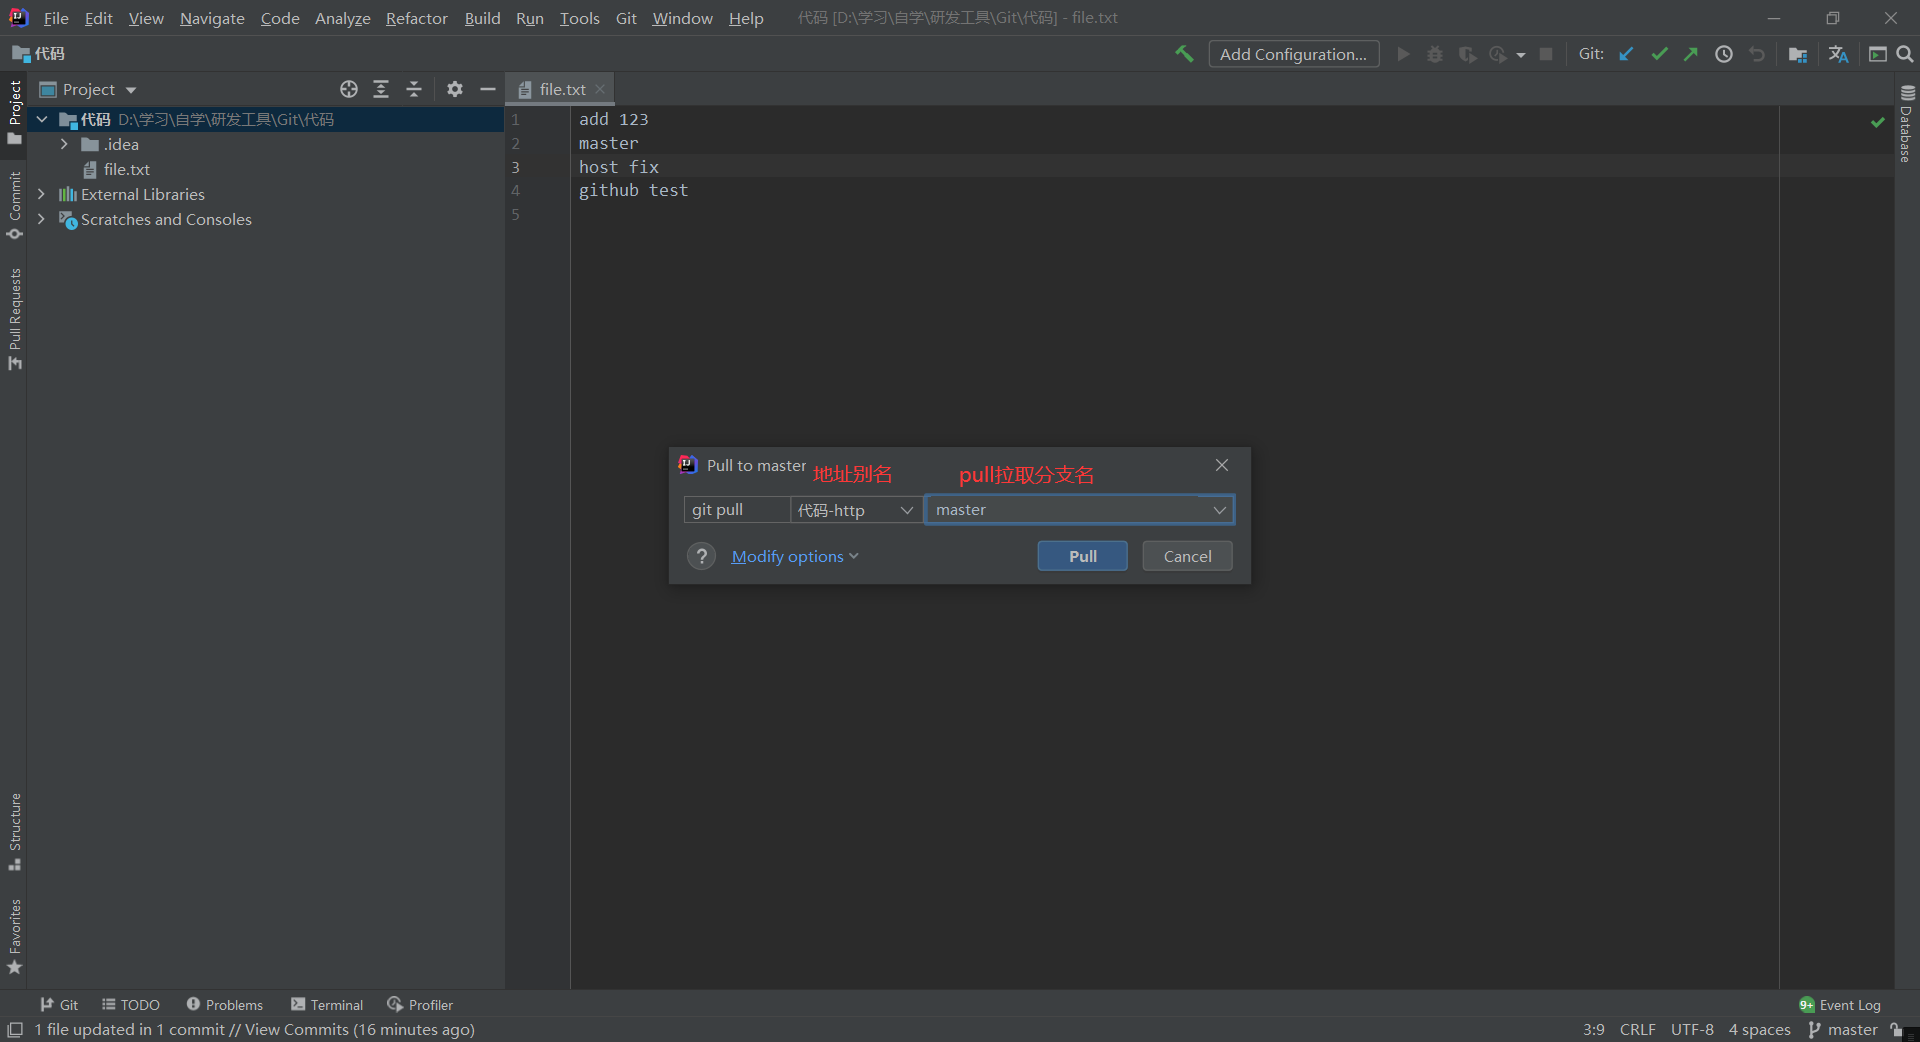 File Edit View Navigate Code Analyze Refactor Build Run Tools Git Window Help 代码 [D:\学习\自学\研发工具\Git\代码] - file.txt
代码 Add Configuration... Git:
Project file.txt
代码 D:\学习\自学\研发工具\Git\代码
.idea
file.txt
External Libraries
Scratches and Consoles
1 add 123
2 master
3 host fix
4 github test
5
Project
Commit
Pull Requests
Structure
Favorites
Database
Pull to master 地址别名 pull拉取分支名
git pull 代码-http master
? Modify options Pull Cancel
Git TODO Problems Terminal Profiler 9+ Event Log
1 file updated in 1 commit // View Commits (16 minutes ago) 3:9 CRLF UTF-8 4 spaces master